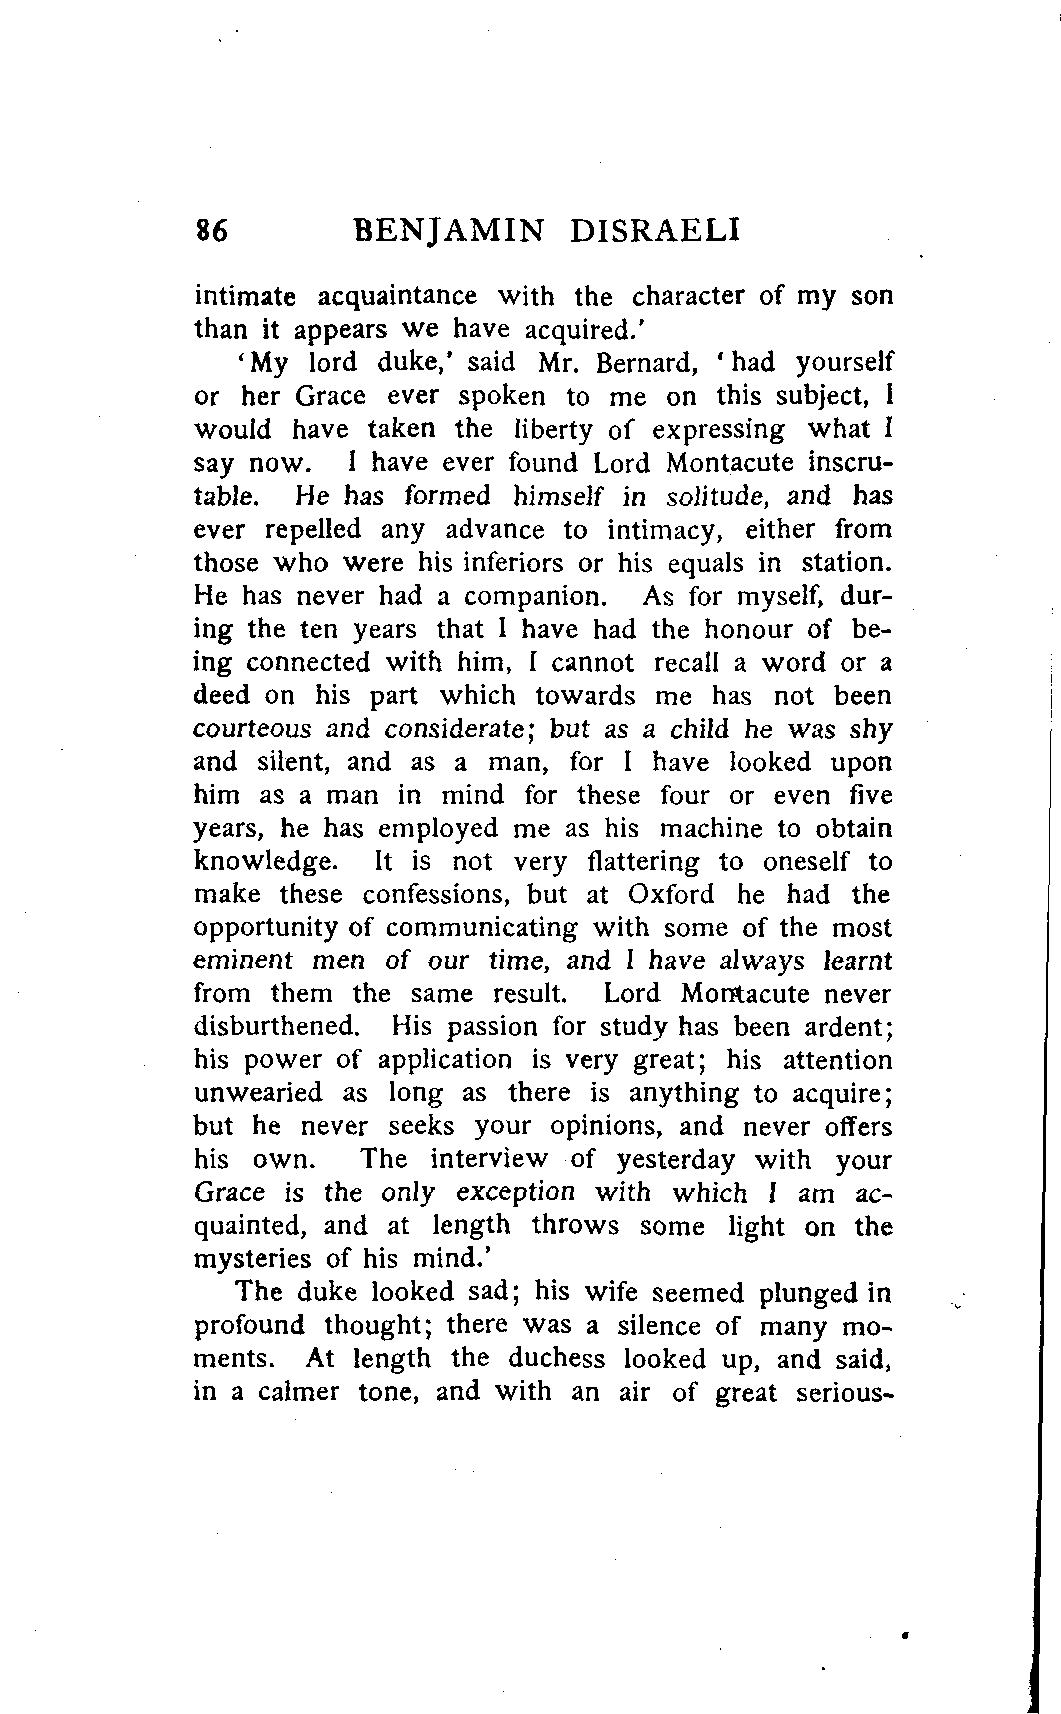 86 BENJAMIN DISRAELI
intimate acquaintance with the character of my son
than it appears we have acquired.'
‘My lord duke,' said Mr. Bernard, ‘had yourself
or her Grace ever spoken to me on this subject, I
would have taken the liberty of expressing what I
say now. I have ever found Lord Montacute inscru-
table. He has formed himself in solitude, and has
ever repelled any advance to intimacy, either from
those who were his inferiors or his equals in station.
He has never had a companion. As for myself, dur-
ing the ten years that I have had the honour of be-
ing connected with him, I cannot recall a word or a
deed on his part which towards me has not been
courteous and considerate; but as a child he was shy
and silent, and as a man, for I have looked upon
him as a man in mind for these four or even five
years, he has employed me as his machine to obtain
knowledge. It is not very flattering to oneself to
make these confessions, but at Oxford he had the
opportunity of communicating with some of the most
eminent men of our time, and I have always learnt
from them the same result. Lord Montacute never
disburthened. His passion for study has been ardent;
his power of application is very great; his attention
unwearied as long as there is anything to acquire;
but he never seeks your opinions, and never offers
his own. The interview of yesterday with your
Grace is the only exception with which I am ac-
quainted, and at length throws some light on the
mysteries of his mind.'
The duke looked sad; his wife seemed plunged in
profound thought; there was a silence of many mo-
ments. At length the duchess looked up, and said,
in a calmer tone, and with an air of great serious-